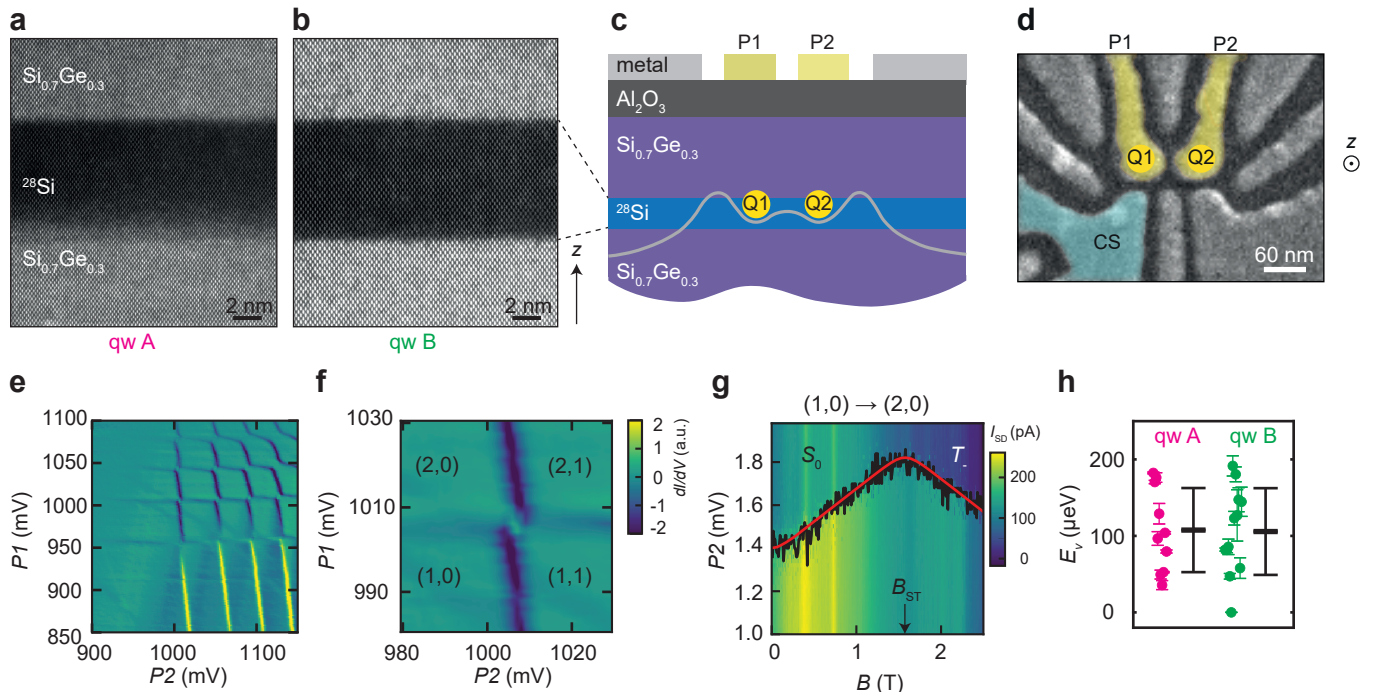 a
b
c
d
Si0.7Ge0.3
28Si
Si0.7Ge0.3
2 nm
qw A
2 nm
qw B
z
P1 P2
metal
Al2O3
Si0.7Ge0.3
28Si
Q1 Q2
Si0.7Ge0.3
P1 P2
Q1 Q2
CS
60 nm
z
e
f
g
h
1100
1050
1000
950
900
850
P1 (mV)
900 1000 1100
P2 (mV)
1030
1010
990
P1 (mV)
(2,0) (2,1)
(1,0) (1,1)
980 1000 1020
P2 (mV)
2
1
0
-1
-2
dI/dV (a.u.)
(1,0) → (2,0)
S0
T-
BST
1.8
1.6
1.4
1.2
1.0
P2 (mV)
0 1 2
B (T)
ISD (pA)
200
100
0
qw A qw B
200
100
0
Ev (μeV)